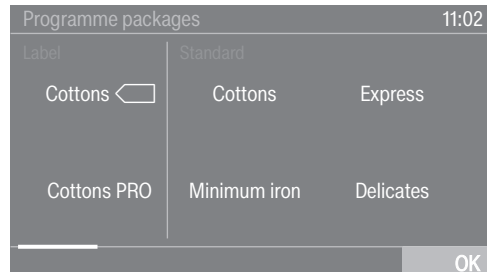 Programme packages 11:02
Label Standard
Cottons Cottons Express
Cottons PRO Minimum iron Delicates
OK